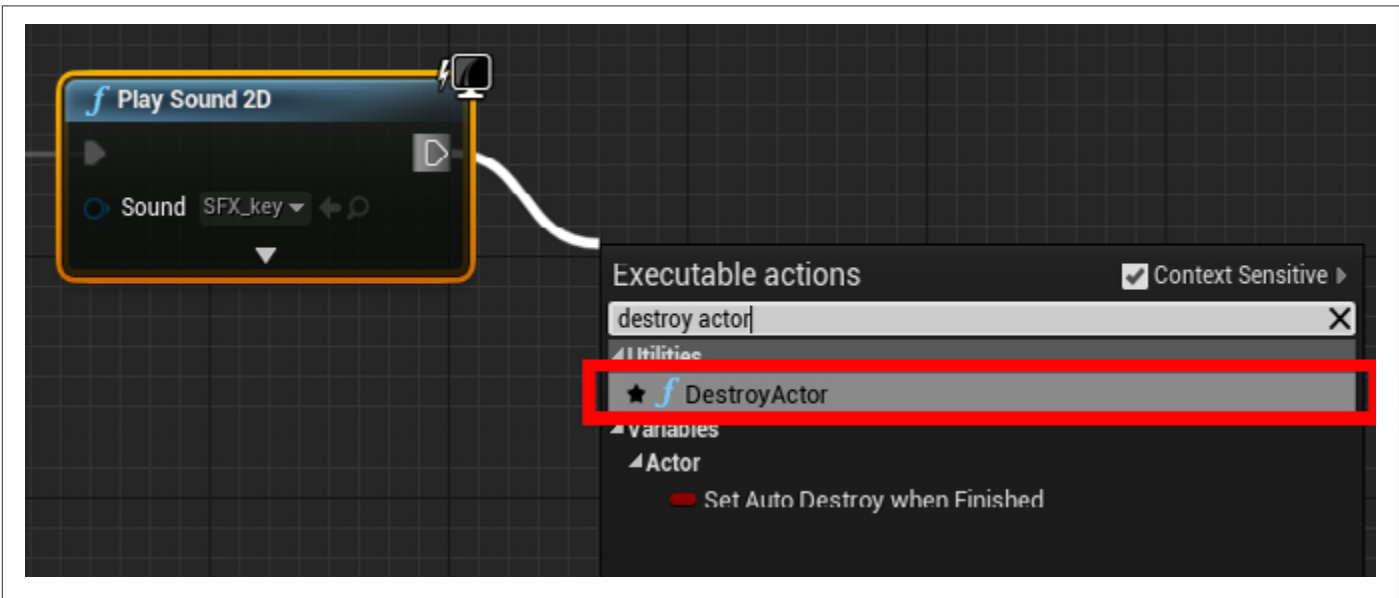 f Play Sound 2D
Sound SFX_key
Executable actions
Context Sensitive
destroy actor
Utilities
f DestroyActor
Variables
Actor
Set Auto Destroy when Finished